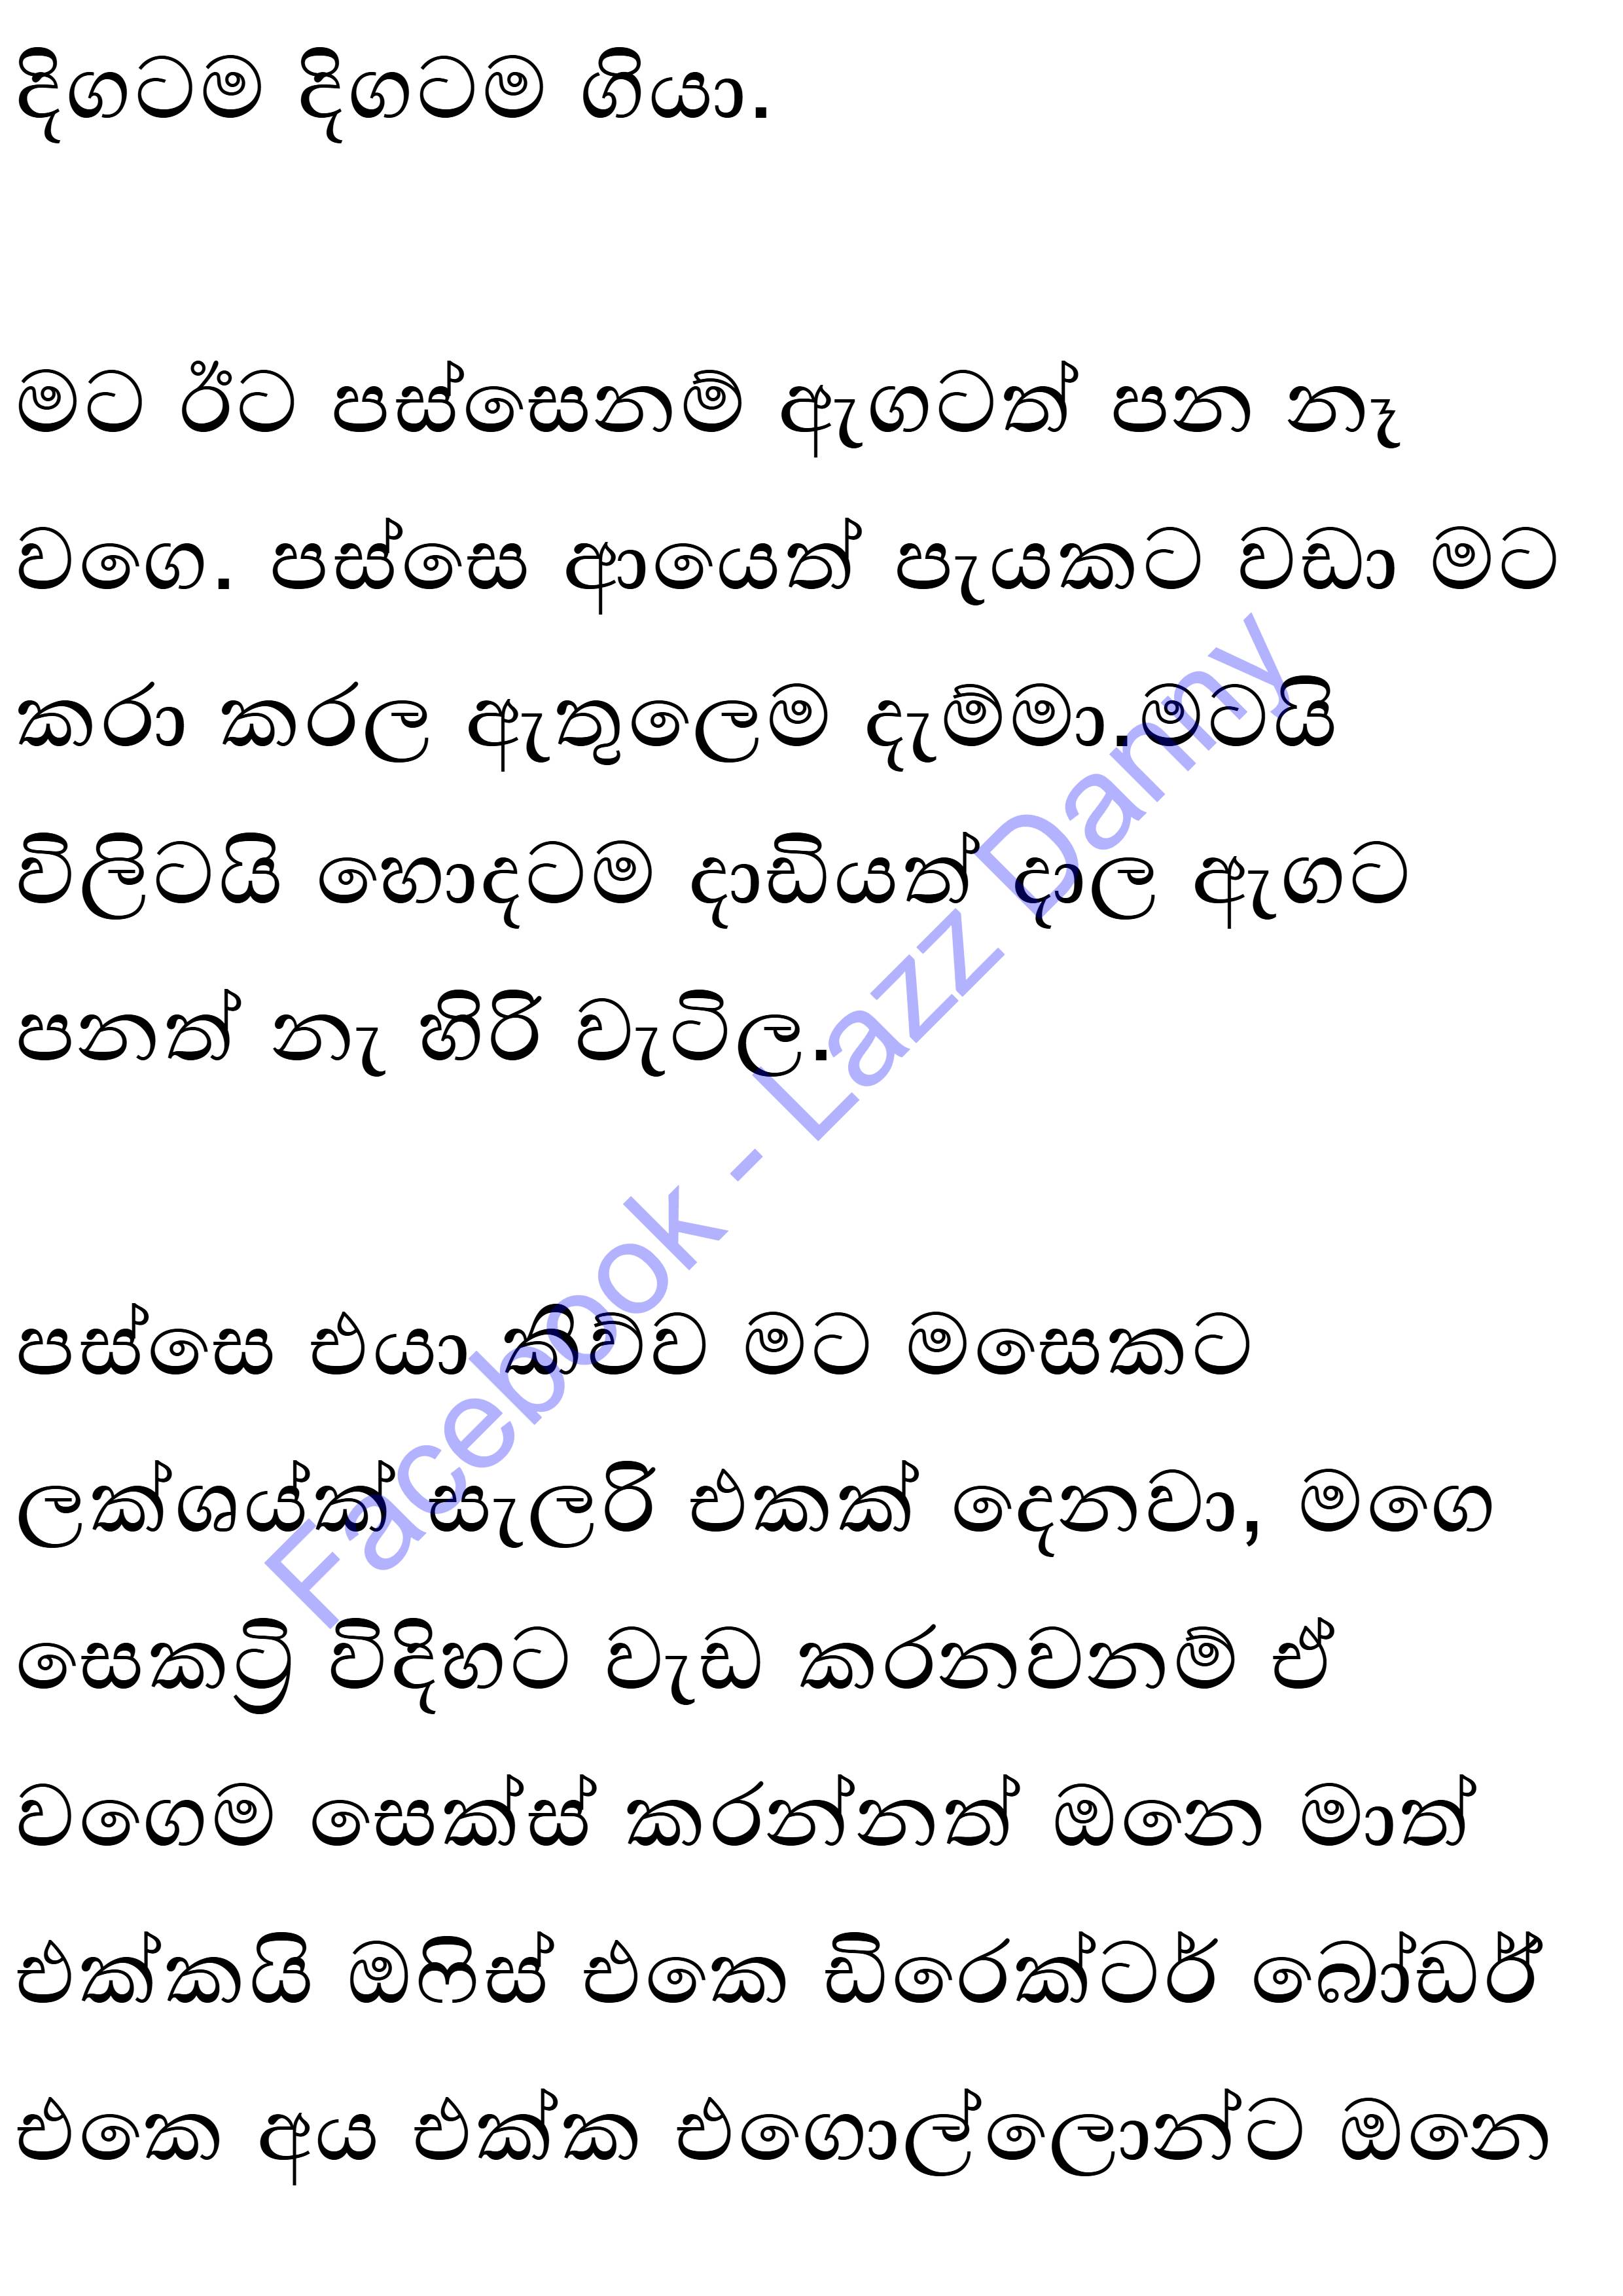 දිගටම දිගටම ගියා.
මට ඊට පස්සෙනම් ඇගටත් පන නෑ
වගෙ. පස්සෙ ආයෙත් පැයකට වඩා මට
කරා කරල ඇතුලෙම දැම්මා.මටයි
විලිටයි හොදටම දාඩියත් දාල ඇගට
පනත් නැ හිරි වැටිල.
පස්සෙ එයා කිව්ව මට මසෙකට
ලක්ශය්ක් සැලරි එකක් දෙනවා, මගෙ
සෙකට්‍රි විදිහට වැඩ කරනවනම් ඒ
වගෙම සෙක්ස් කරන්නත් ඔනෙ මාත්
එක්කයි ඔෆිස් එකෙ ඩිරෙක්ටර් බෝඩර්
එකෙ අය එක්ක එගොල්ලොන්ට ඔනෙ
Facebook - Lazz Danny